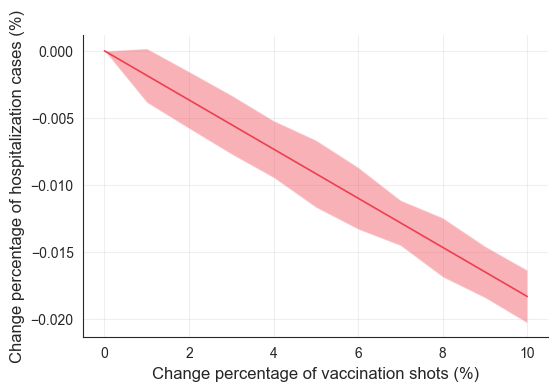 Change percentage of hospitalization cases (%)
0.000
−0.005
−0.010
−0.015
−0.020
0 2 4 6 8 10
Change percentage of vaccination shots (%)